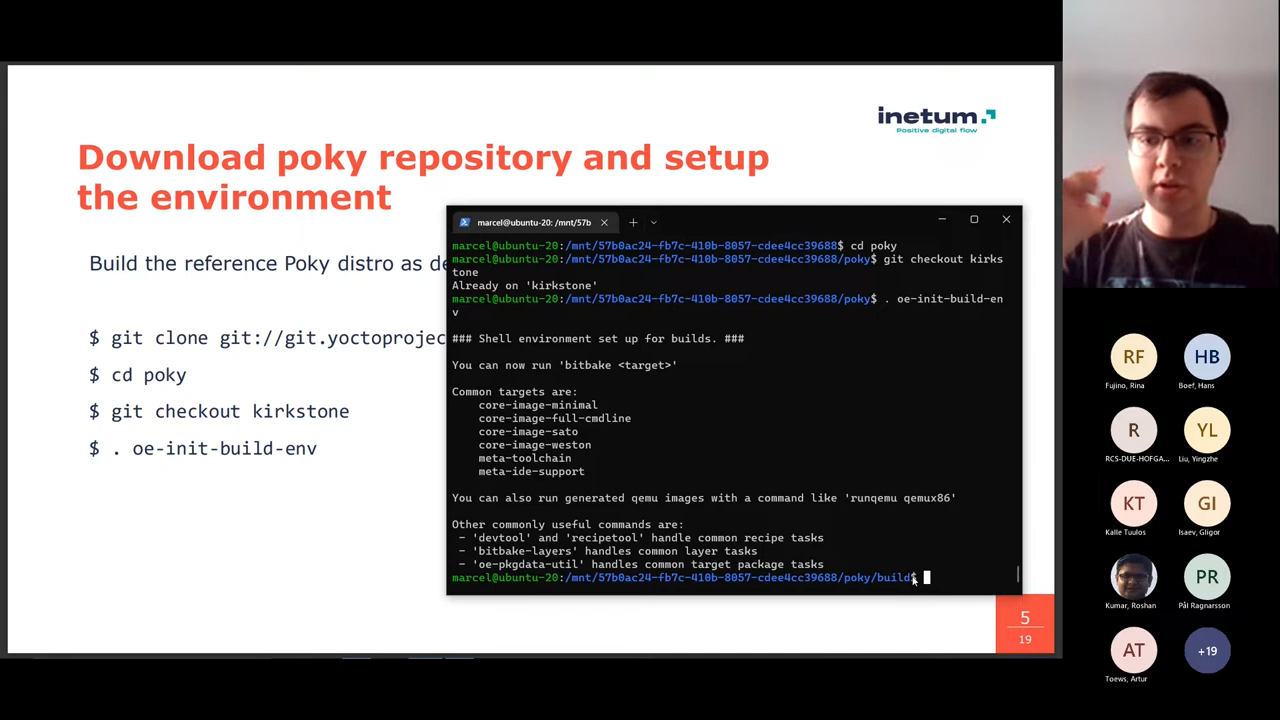 inetum
Positive digital flow
Download poky repository and setup
the environment
Build the reference Poky distro as de
$ git clone git://git.yoctoprojec
$ cd poky
$ git checkout kirkstone
$ . oe-init-build-env
marcel@ubuntu-20: /mnt/57b
marcel@ubuntu-20:/mnt/57b0ac24-fb7c-410b-8057-cdee4cc39688$ cd poky
marcel@ubuntu-20:/mnt/57b0ac24-fb7c-410b-8057-cdee4cc39688/poky$ git checkout kirks
tone
Already on 'kirkstone'
marcel@ubuntu-20:/mnt/57b0ac24-fb7c-410b-8057-cdee4cc39688/poky$ . oe-init-build-en
v
### Shell environment set up for builds. ###
You can now run 'bitbake <target>'
Common targets are:
core-image-minimal
core-image-full-cmdline
core-image-sato
core-image-weston
meta-toolchain
meta-ide-support
You can also run generated qemu images with a command like 'runqemu qemux86'
Other commonly useful commands are:
- 'devtool' and 'recipetool' handle common recipe tasks
- 'bitbake-layers' handles common layer tasks
- 'oe-pkgdata-util' handles common target package tasks
marcel@ubuntu-20:/mnt/57b0ac24-fb7c-410b-8057-cdee4cc39688/poky/build$
5
19
RF
Fujino, Rina
HB
Boef, Hans
R
RCS-DUE-HOFGA...
YL
Liu, Yingzhe
KT
Kalle Tuulos
GI
Isaev, Gligor
Kumar, Roshan
PR
Pål Ragnarsson
AT
Toews, Artur
+19